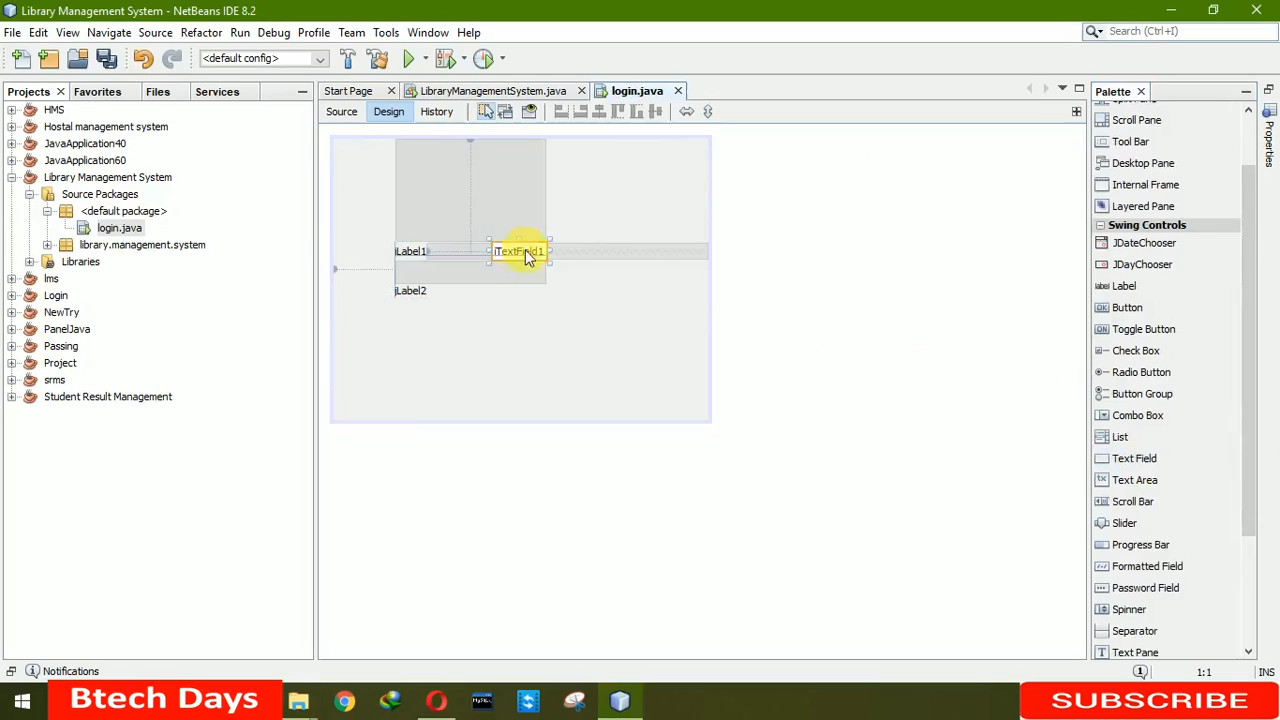 Library Management System - NetBeans IDE 8.2
File Edit View Navigate Source Refactor Run Debug Profile Team Tools Window Help
Search (Ctrl+I)
<default config>
Projects Favorites Files Services
HMS
Hostal management system
JavaApplication40
JavaApplication60
Library Management System
Source Packages
<default package>
login.java
library.management.system
Libraries
lms
Login
NewTry
PanelJava
Passing
Project
srms
Student Result Management
Start Page LibraryManagementSystem.java login.java
Source Design History
jLabel1 jTextField1
jLabel2
Palette
Scroll Pane
Tool Bar
Desktop Pane
Internal Frame
Layered Pane
Swing Controls
JDateChooser
JDayChooser
label Label
OK Button
ON Toggle Button
Check Box
Radio Button
Button Group
Combo Box
List
Text Field
Text Area
Scroll Bar
Slider
Progress Bar
Formatted Field
Password Field
Spinner
Separator
T Text Pane
Properties
Notifications
1 1:1 INS
Btech Days
SUBSCRIBE